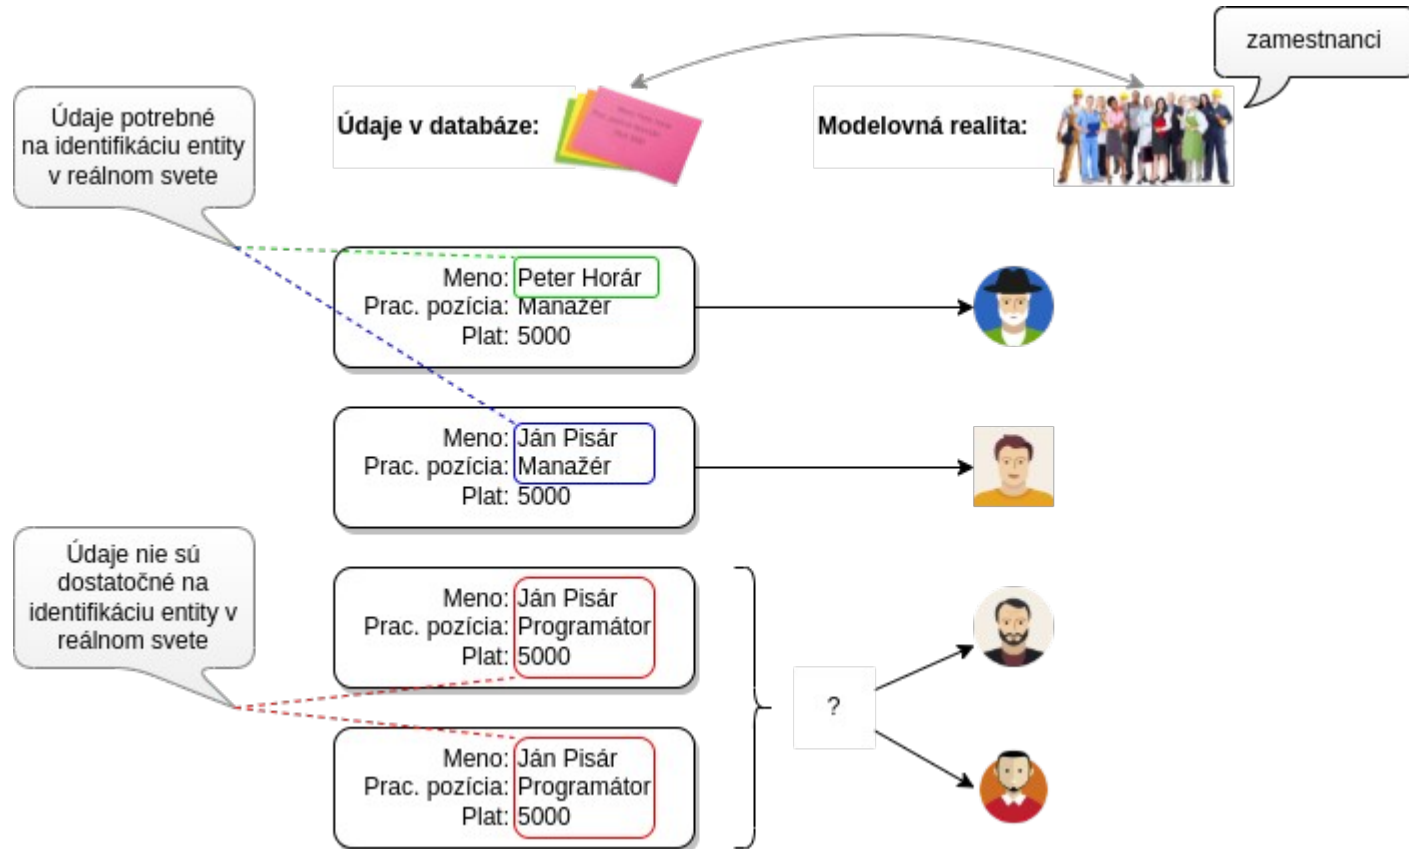 zamestnanci
Údaje potrebné
na identifikáciu entity
v reálnom svete
Údaje v databáze:
Modelovná realita:
Meno: Peter Horár
Prac. pozícia: Manažér
Plat: 5000
Meno: Ján Pisár
Prac. pozícia: Manažér
Plat: 5000
Údaje nie sú
dostatočné na
identifikáciu entity v
reálnom svete
Meno: Ján Pisár
Prac. pozícia: Programátor
Plat: 5000
?
Meno: Ján Pisár
Prac. pozícia: Programátor
Plat: 5000